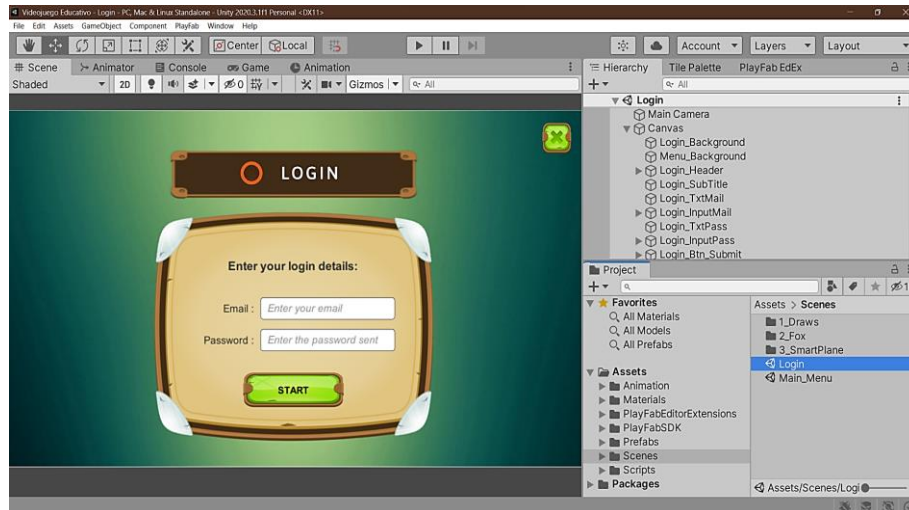 Videojuego Educativo - Login - PC, Mac & Linux Standalone - Unity 2020.3.1f1 Personal <DX11>
File Edit Assets GameObject Component PlayFab Window Help
Center Local Account Layers Layout
Scene Animator Console Game Animation
Shaded 2D 0 Gizmos All
LOGIN
Enter your login details:
Email : Enter your email
Password : Enter the password sent
START
Hierarchy Tile Palette PlayFab EdEx
All
Login
Main Camera
Canvas
Login_Background
Menu_Background
Login_Header
Login_SubTitle
Login_TxtMail
Login_InputMail
Login_TxtPass
Login_InputPass
Login_Btn_Submit
Project
Favorites
All Materials
All Models
All Prefabs
Assets
Animation
Materials
PlayFabEditorExtensions
PlayFabSDK
Prefabs
Scenes
Scripts
Packages
Assets > Scenes
1_Draws
2_Fox
3_SmartPlane
Login
Main_Menu
Assets/Scenes/Logi